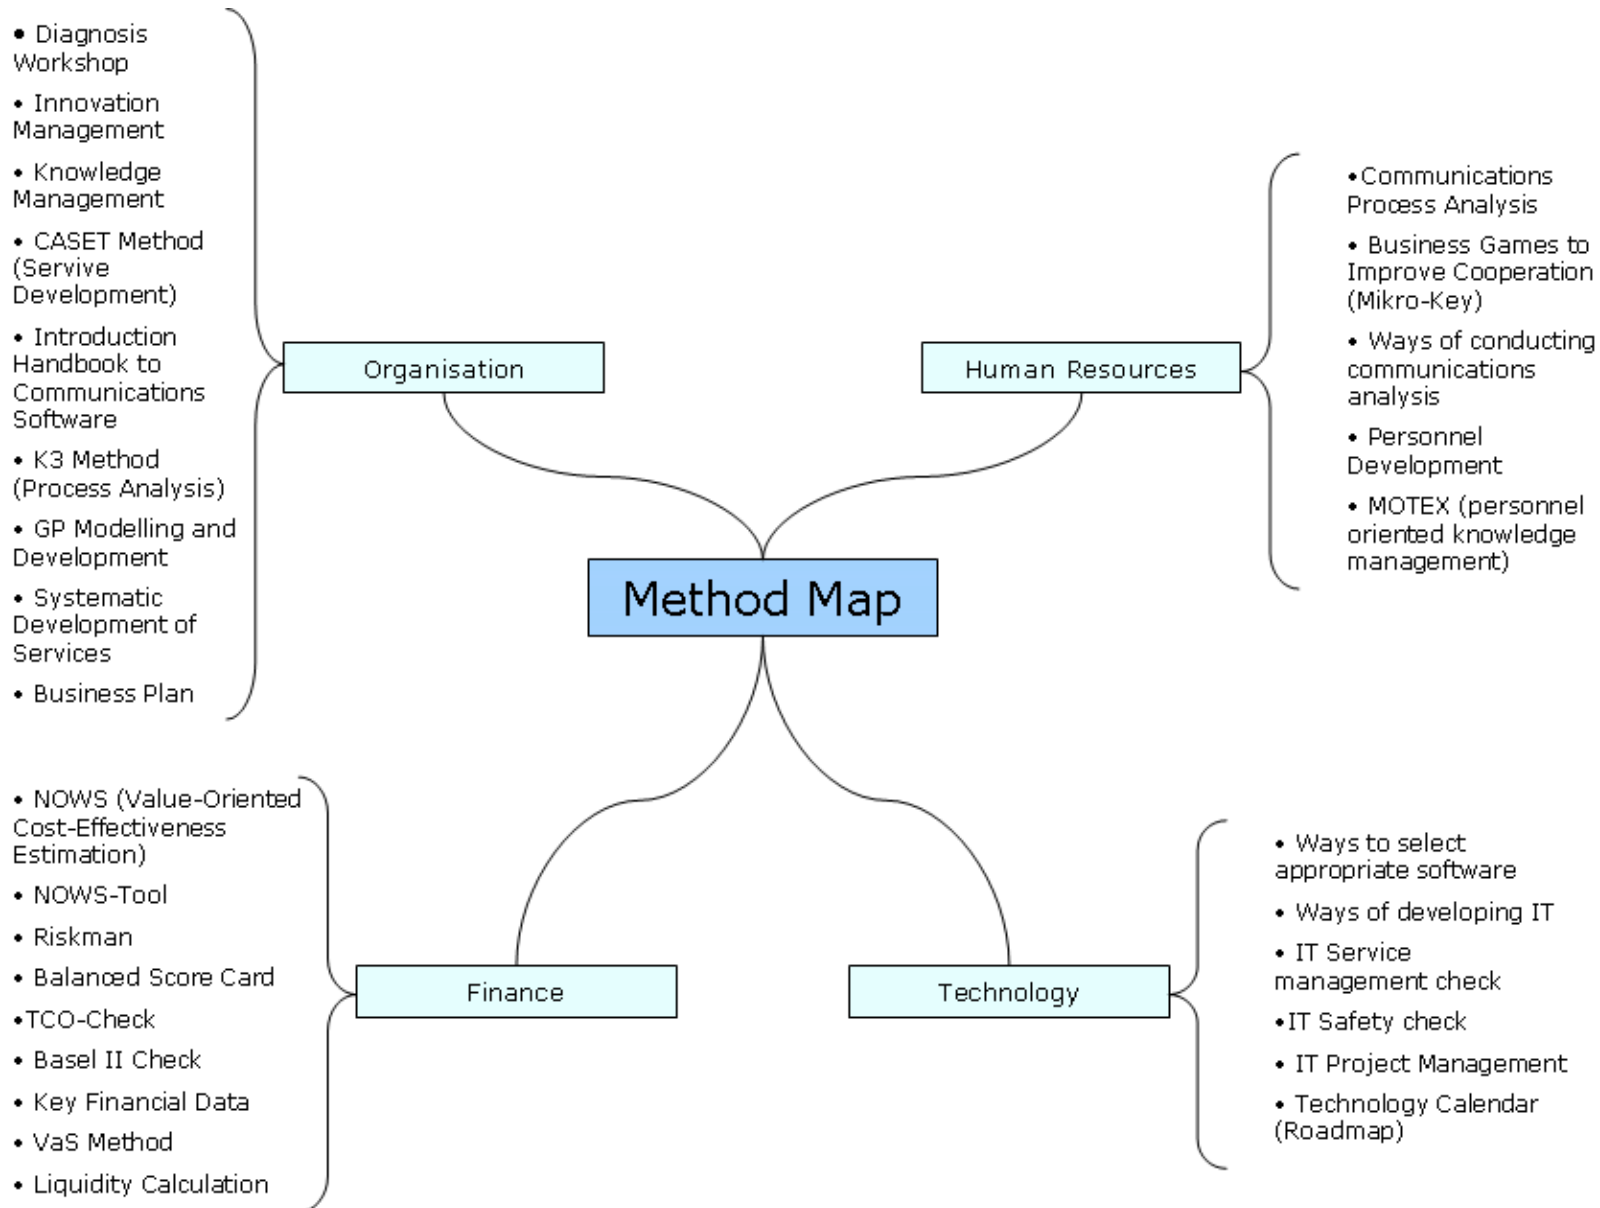 • Diagnosis
Workshop
• Innovation
Management
• Knowledge
Management
• CASET Method
(Servive
Development)
• Introduction
Handbook to
Communications
Software
• K3 Method
(Process Analysis)
• GP Modelling and
Development
• Systematic
Development of
Services
• Business Plan
Organisation
Human Resources
•Communications
Process Analysis
• Business Games to
Improve Cooperation
(Mikro-Key)
• Ways of conducting
communications
analysis
• Personnel
Development
• MOTEX (personnel
oriented knowledge
management)
Method Map
• NOWS (Value-Oriented
Cost-Effectiveness
Estimation)
• NOWS-Tool
• Riskman
• Balanced Score Card
•TCO-Check
• Basel II Check
• Key Financial Data
• VaS Method
• Liquidity Calculation
Finance
Technology
• Ways to select
appropriate software
• Ways of developing IT
• IT Service
management check
•IT Safety check
• IT Project Management
• Technology Calendar
(Roadmap)